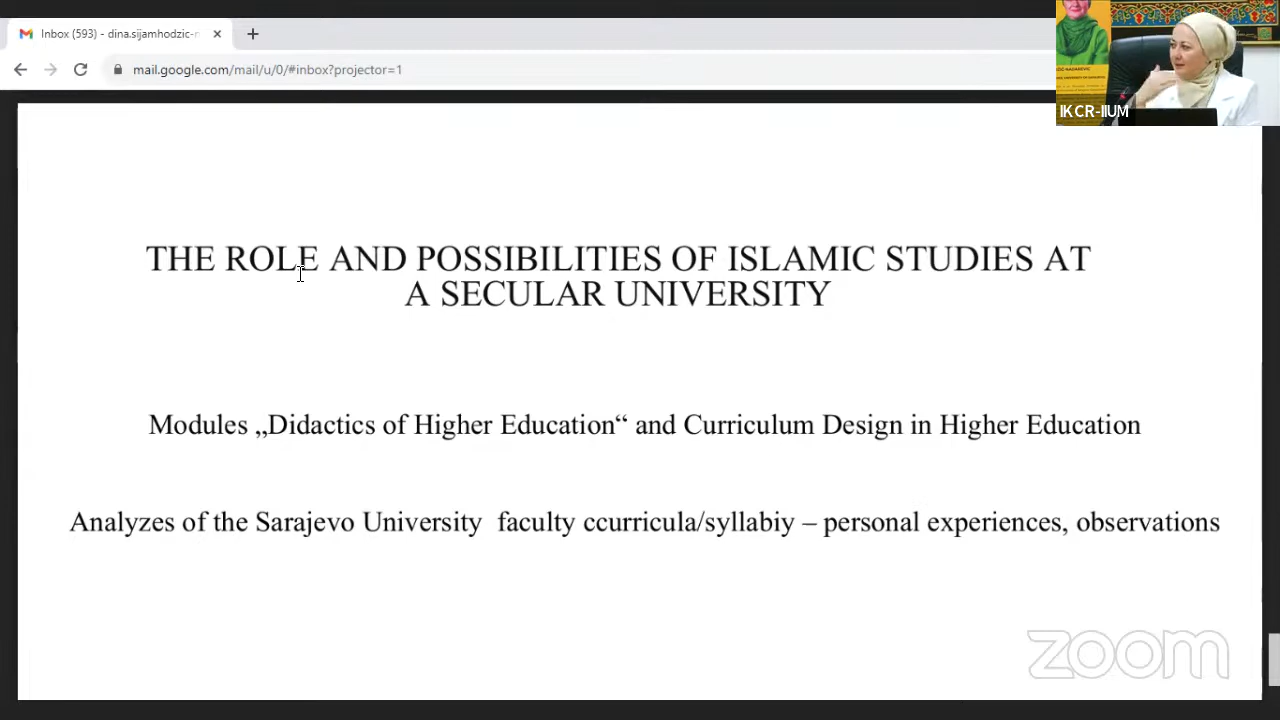 Inbox (593) - dina.sijamhodzic-r
mail.google.com/mail/u/0/#inbox?projector=1
IKCR-IIUM
THE ROLE AND POSSIBILITIES OF ISLAMIC STUDIES AT
A SECULAR UNIVERSITY
Modules „Didactics of Higher Education“ and Curriculum Design in Higher Education
Analyzes of the Sarajevo University faculty ccurricula/syllabiy – personal experiences, observations
zoom